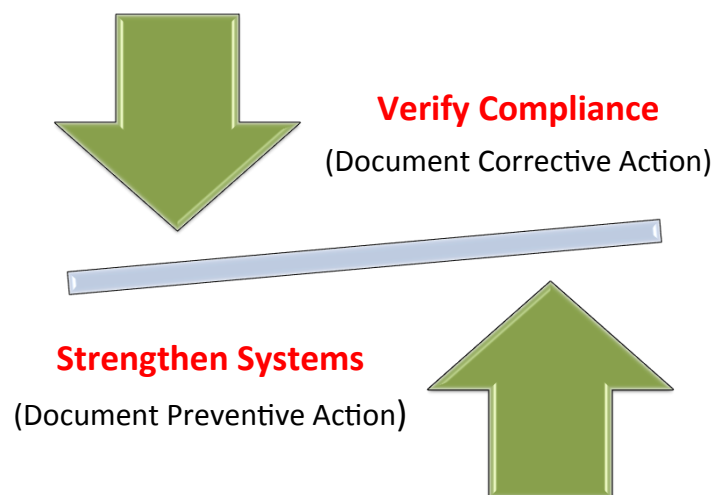 Verify Compliance
(Document Corrective Action)
Strengthen Systems
(Document Preventive Action)